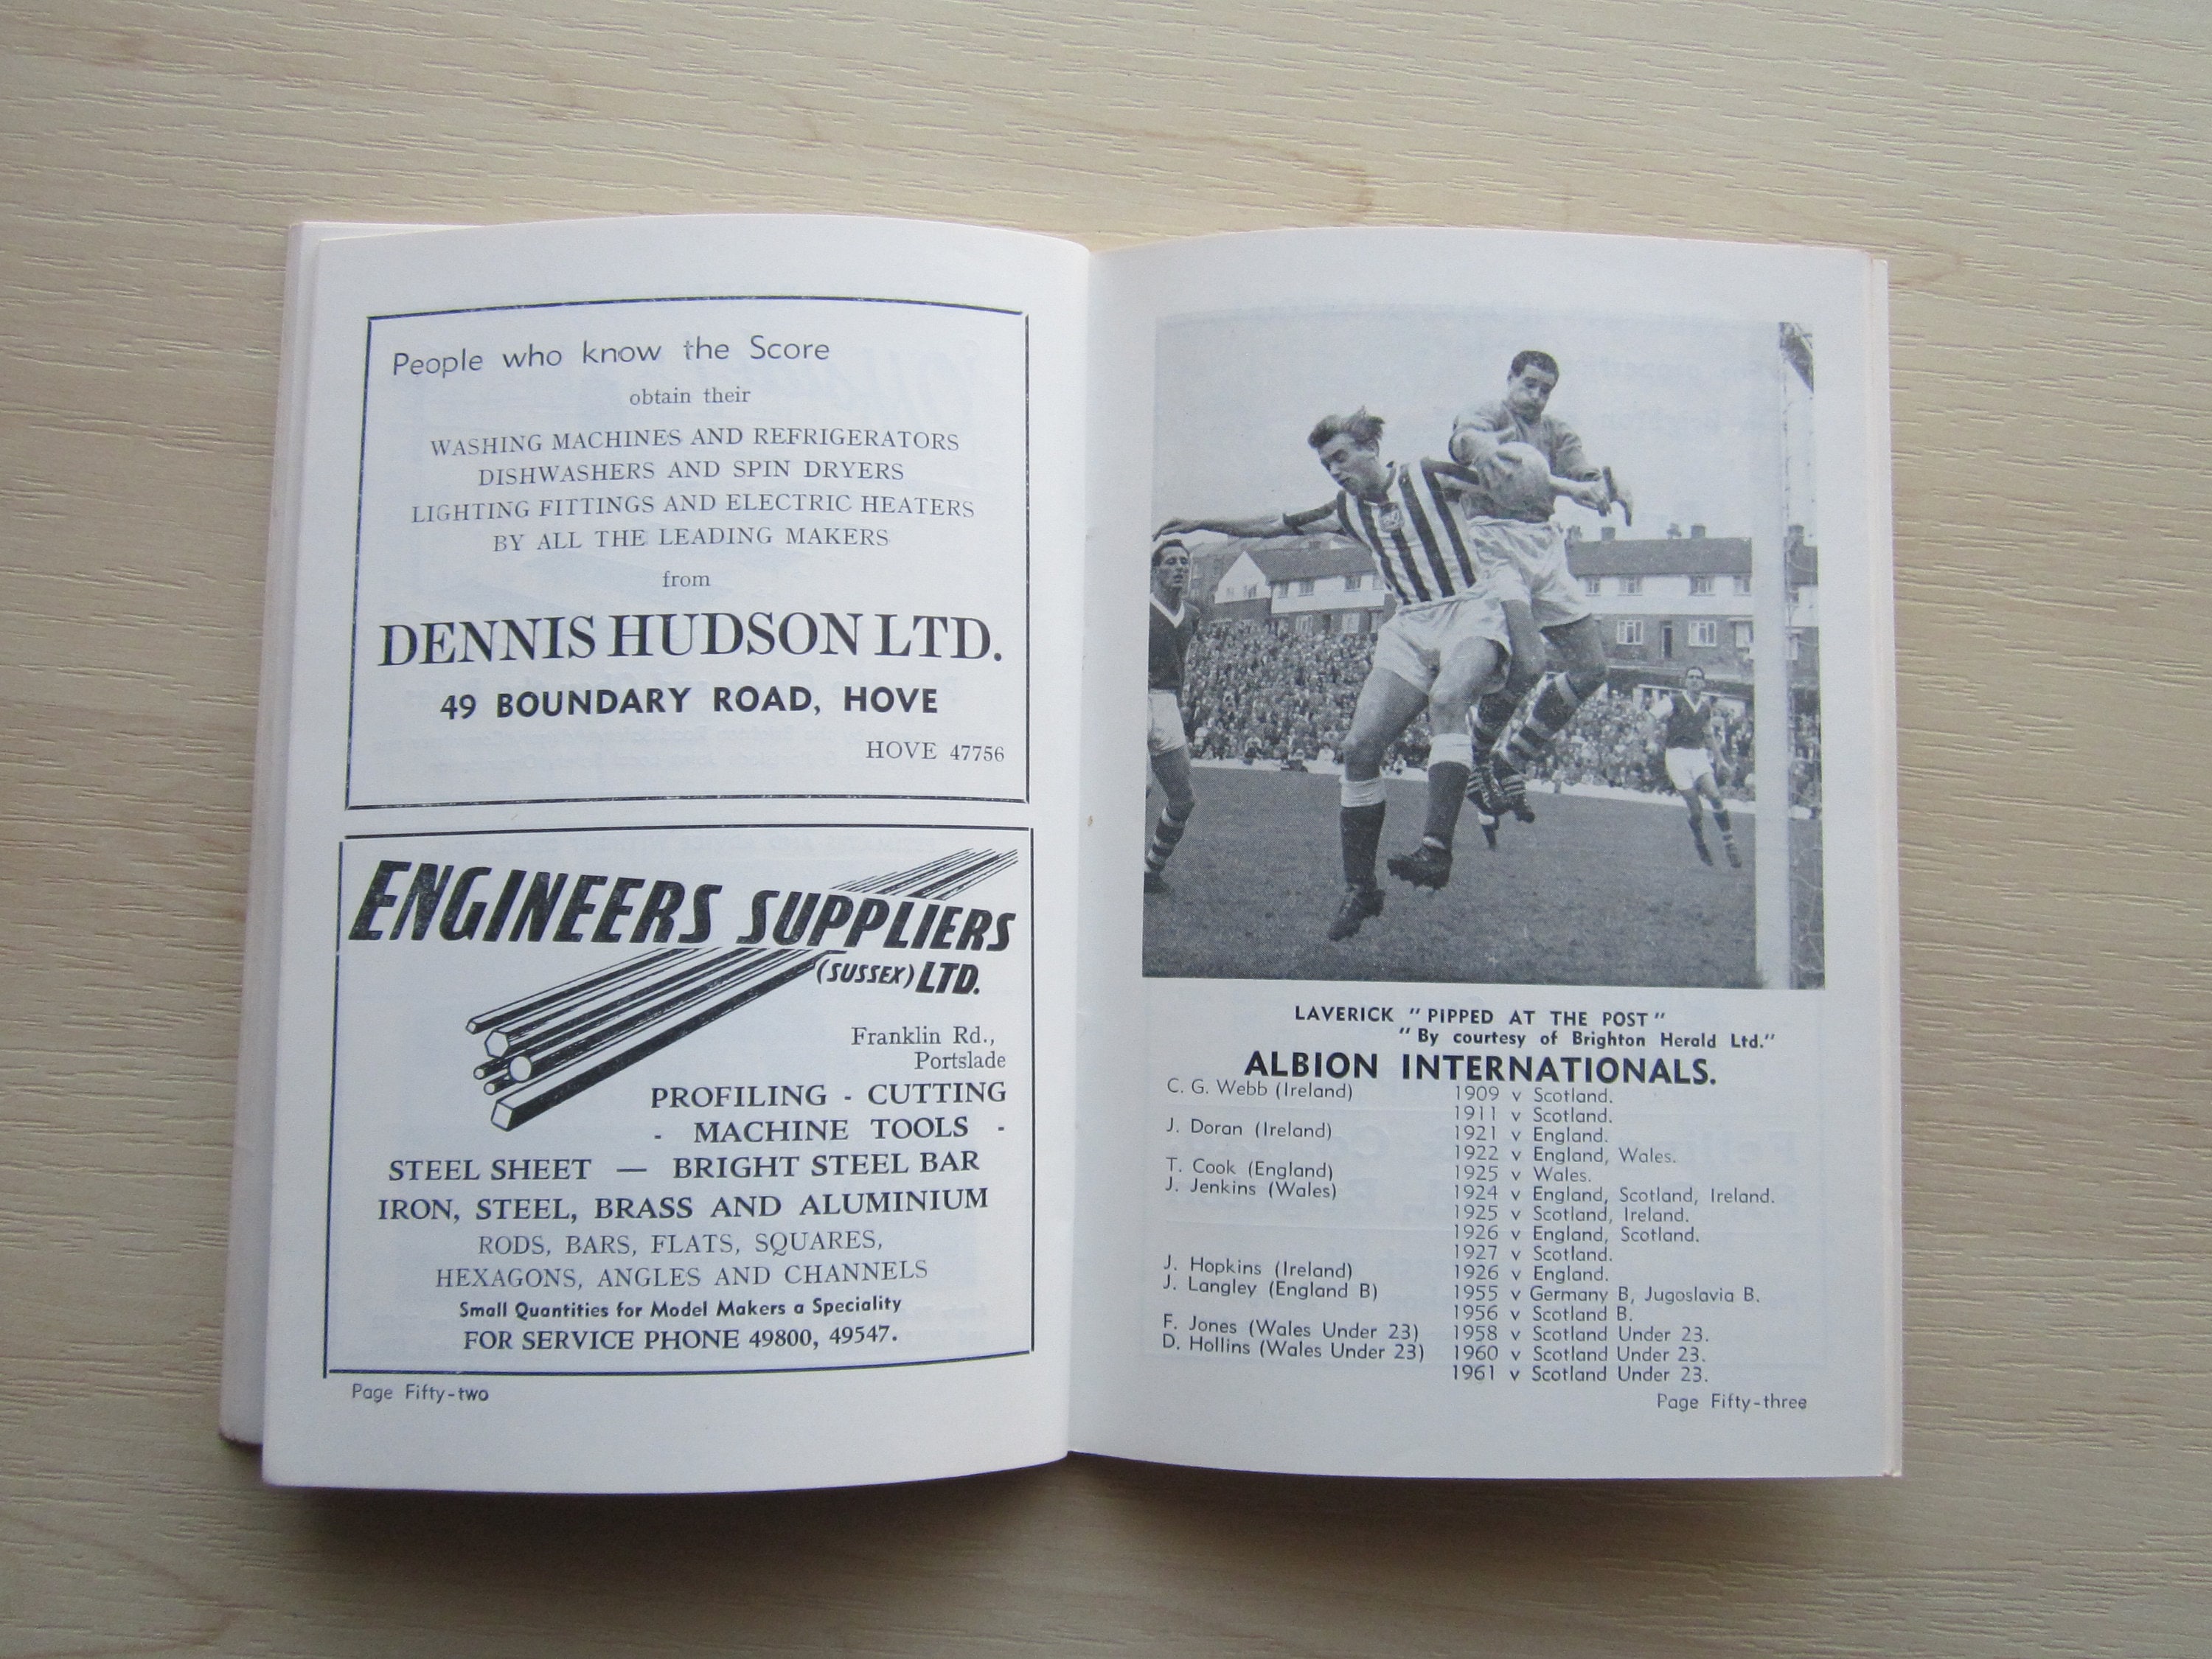 People who know the Score
obtain their
WASHING MACHINES AND REFRIGERATORS
DISHWASHERS AND SPIN DRYERS
LIGHTING FITTINGS AND ELECTRIC HEATERS
BY ALL THE LEADING MAKERS
from
DENNIS HUDSON LTD.
49 BOUNDARY ROAD, HOVE
HOVE 47756
ENGINEERS SUPPLIERS
(SUSSEX) LTD.
Franklin Rd.,
Portslade
PROFILING - CUTTING
- MACHINE TOOLS -
STEEL SHEET — BRIGHT STEEL BAR
IRON, STEEL, BRASS AND ALUMINIUM
RODS, BARS, FLATS, SQUARES,
HEXAGONS, ANGLES AND CHANNELS
Small Quantities for Model Makers a Speciality
FOR SERVICE PHONE 49800, 49547.
Page Fifty-two
LAVERICK "PIPPED AT THE POST"
"By courtesy of Brighton Herald Ltd."
ALBION INTERNATIONALS.
C. G. Webb (Ireland) 1909 v Scotland.
1911 v Scotland.
J. Doran (Ireland) 1921 v England.
1922 v England, Wales.
T. Cook (England) 1925 v Wales.
J. Jenkins (Wales) 1924 v England, Scotland, Ireland.
1925 v Scotland, Ireland.
1926 v England, Scotland.
1927 v Scotland.
J. Hopkins (Ireland) 1926 v England.
J. Langley (England B) 1955 v Germany B, Jugoslavia B.
1956 v Scotland B.
F. Jones (Wales Under 23) 1958 v Scotland Under 23.
D. Hollins (Wales Under 23) 1960 v Scotland Under 23.
1961 v Scotland Under 23.
Page Fifty-three